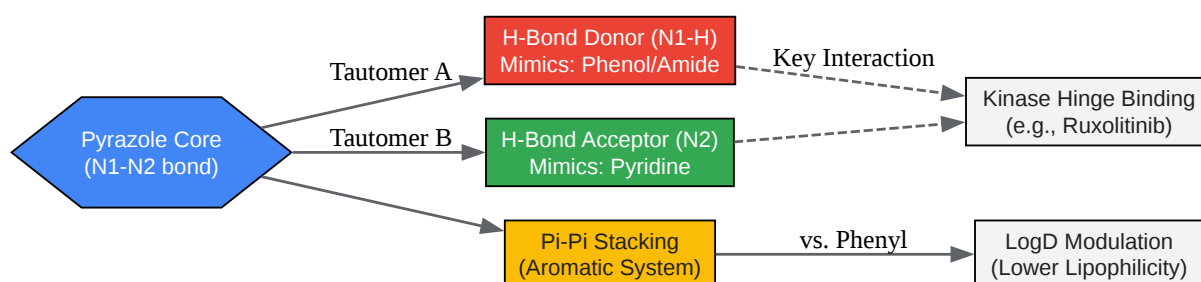 Pyrazole Core
(N1-N2 bond)
Tautomer A
H-Bond Donor (N1-H)
Mimics: Phenol/Amide
Key Interaction
Kinase Hinge Binding
(e.g., Ruxolitinib)
Tautomer B
H-Bond Acceptor (N2)
Mimics: Pyridine
Pi-Pi Stacking
(Aromatic System)
vs. Phenyl
LogD Modulation
(Lower Lipophilicity)